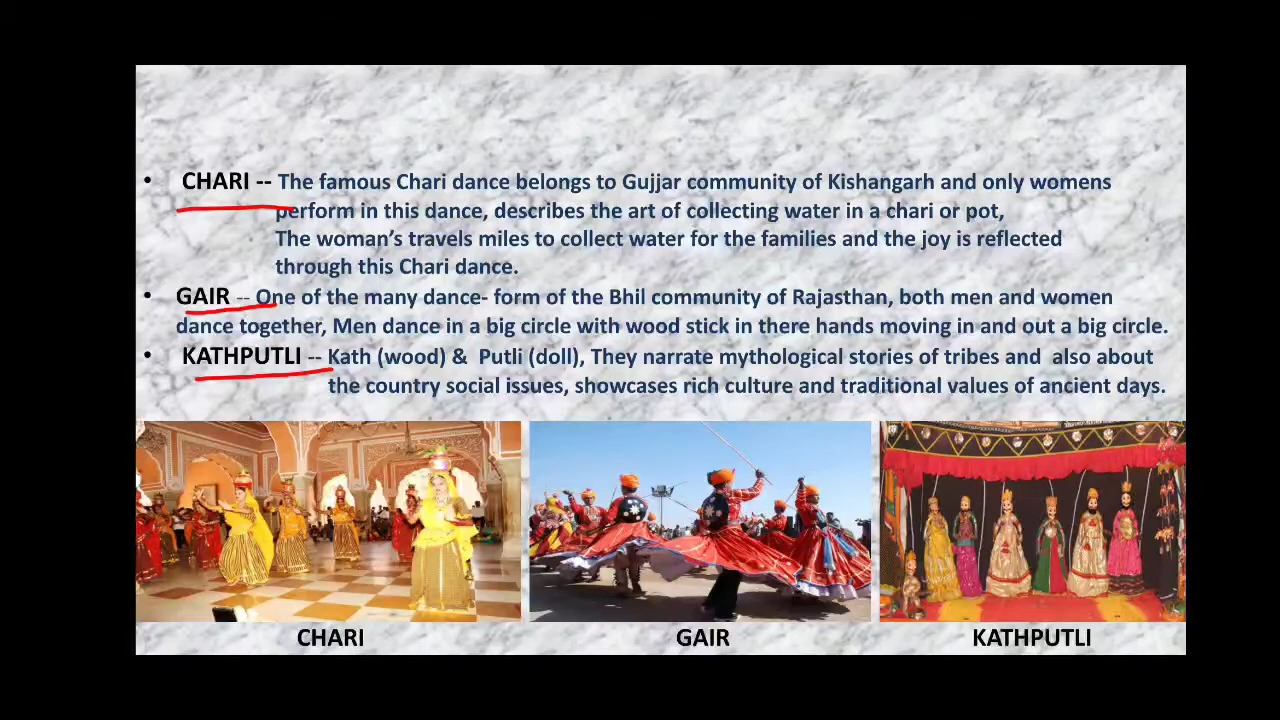 • CHARI -- The famous Chari dance belongs to Gujjar community of Kishangarh and only womens
perform in this dance, describes the art of collecting water in a chari or pot,
The woman's travels miles to collect water for the families and the joy is reflected
through this Chari dance.
• GAIR -- One of the many dance- form of the Bhil community of Rajasthan, both men and women
dance together, Men dance in a big circle with wood stick in there hands moving in and out a big circle.
• KATHPUTLI -- Kath (wood) & Putli (doll), They narrate mythological stories of tribes and also about
the country social issues, showcases rich culture and traditional values of ancient days.
CHARI
GAIR
KATHPUTLI